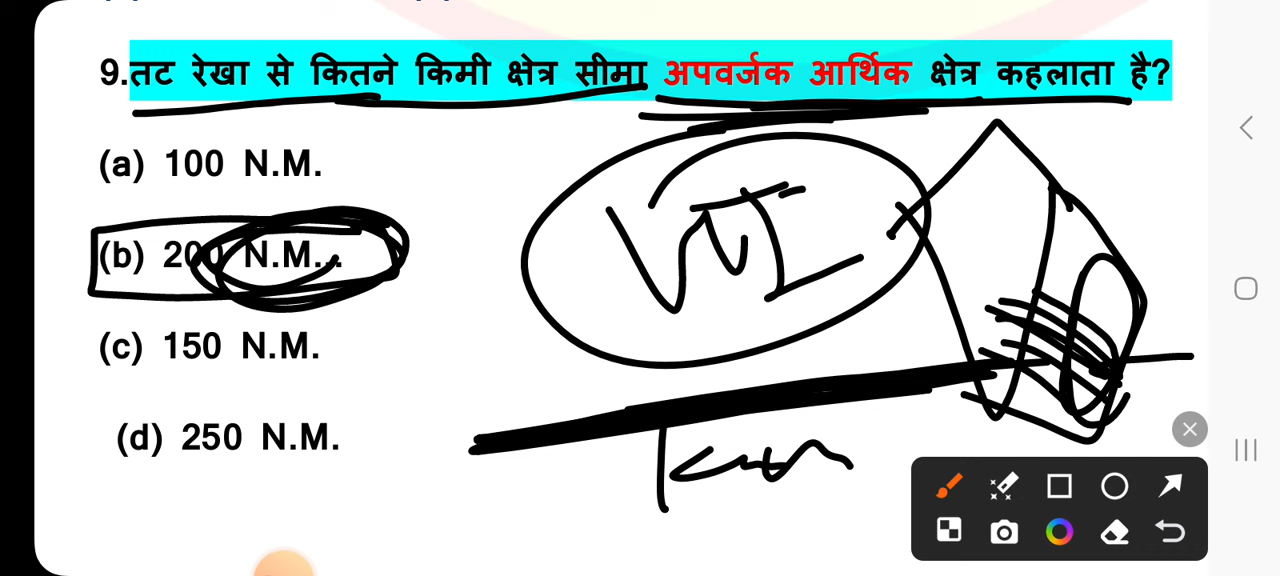 9.तट रेखा से कितने किमी क्षेत्र सीमा अपवर्जक आर्थिक क्षेत्र कहलाता है?
(a) 100 N.M.
(b) 200 N.M...
(c) 150 N.M.
(d) 250 N.M.